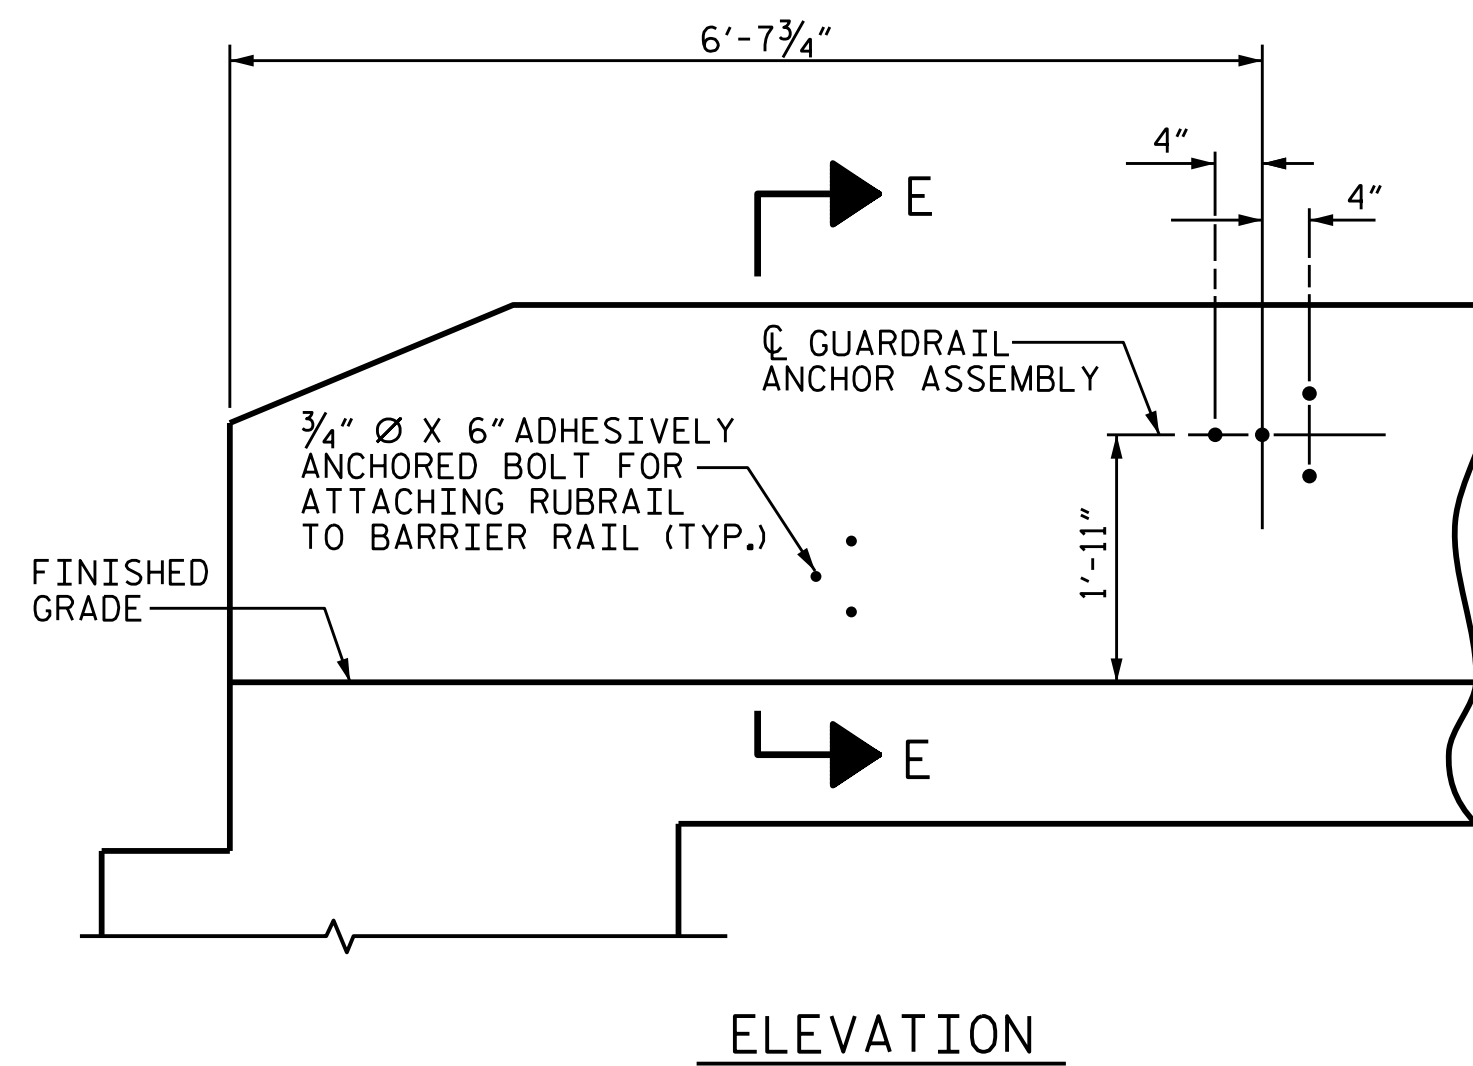 6'-7¾"
4"
4"
E
℄ GUARDRAIL
ANCHOR ASSEMBLY
¾" Ø X 6" ADHESIVELY
ANCHORED BOLT FOR
ATTACHING RUBRAIL
TO BARRIER RAIL (TYP.)
1'-11"
FINISHED
GRADE
E
ELEVATION